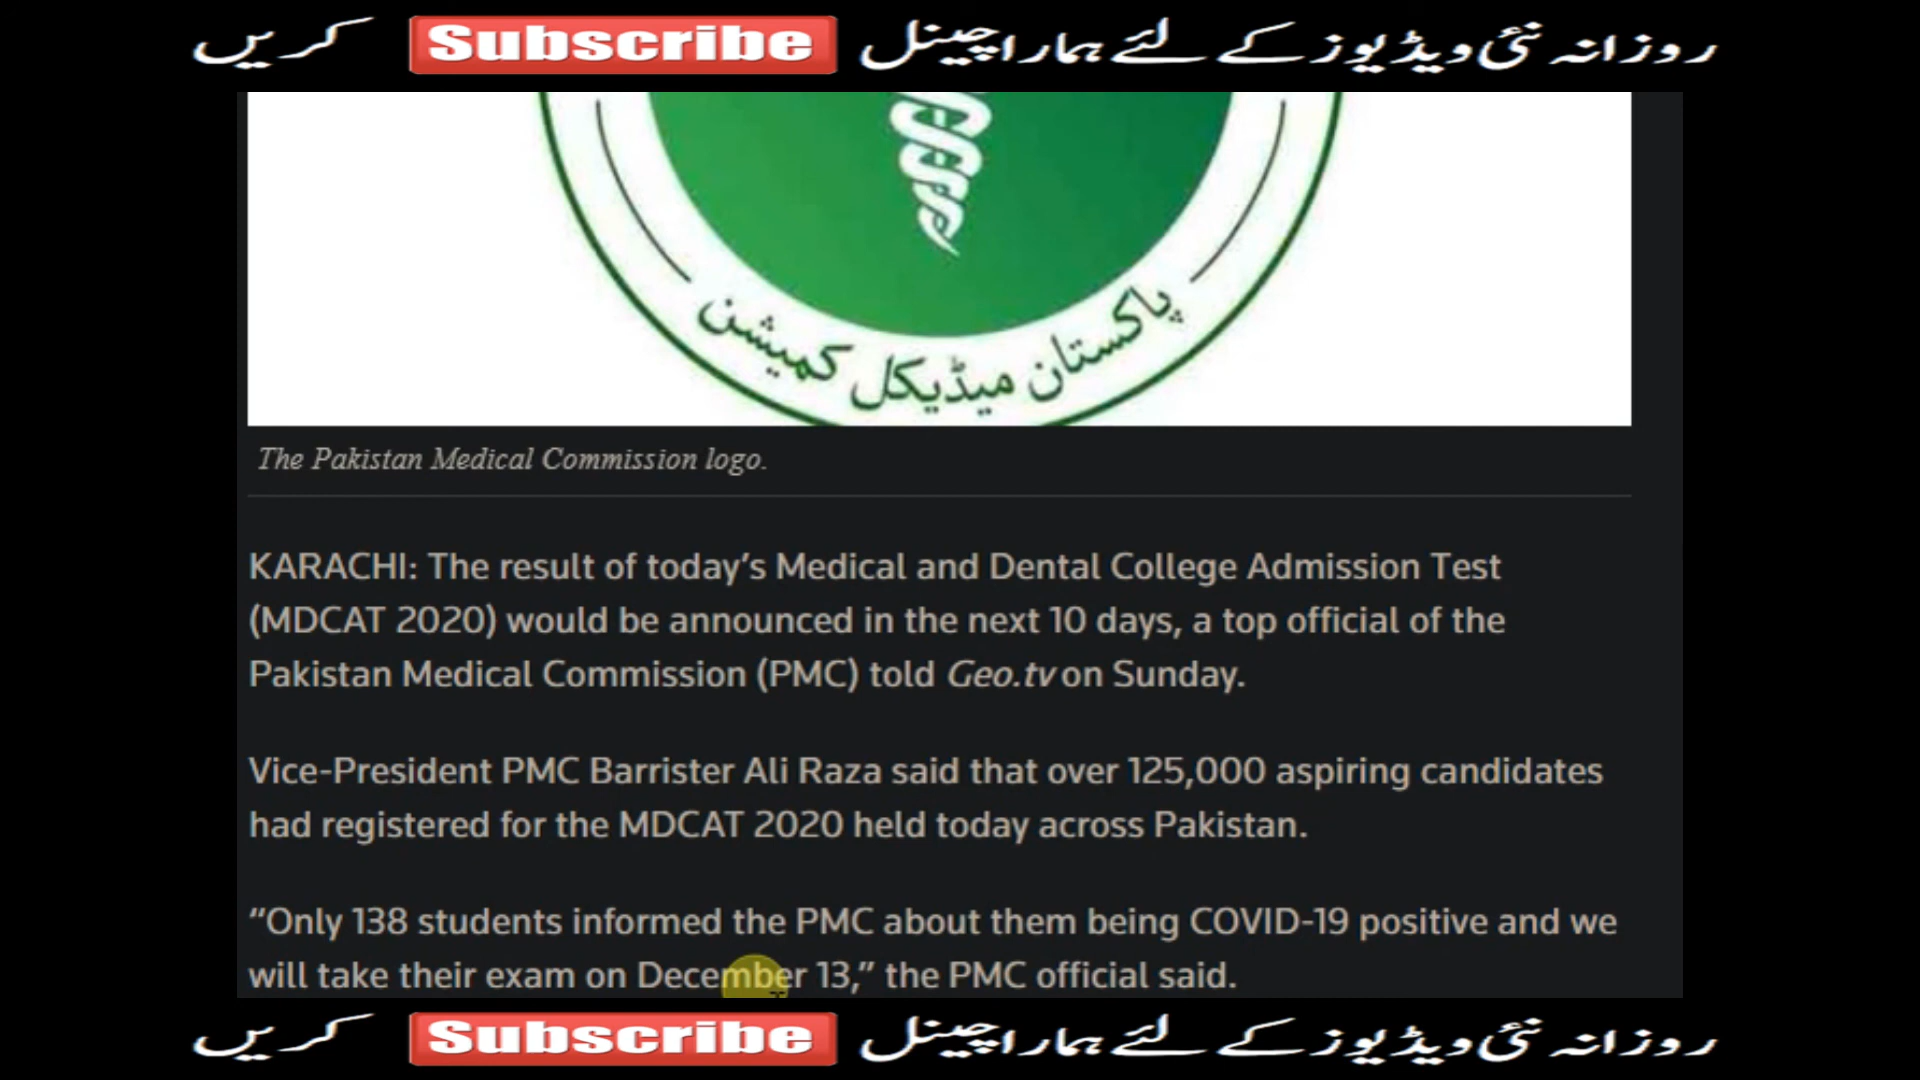 روزانہ نئی ویڈیوز کے لئے ہمارا چینل Subscribe کریں
پاکستان میڈیکل کمیشن
The Pakistan Medical Commission logo.
KARACHI: The result of today’s Medical and Dental College Admission Test
(MDCAT 2020) would be announced in the next 10 days, a top official of the
Pakistan Medical Commission (PMC) told Geo.tv on Sunday.
Vice-President PMC Barrister Ali Raza said that over 125,000 aspiring candidates
had registered for the MDCAT 2020 held today across Pakistan.
“Only 138 students informed the PMC about them being COVID-19 positive and we
will take their exam on December 13,” the PMC official said.
روزانہ نئی ویڈیوز کے لئے ہمارا چینل Subscribe کریں